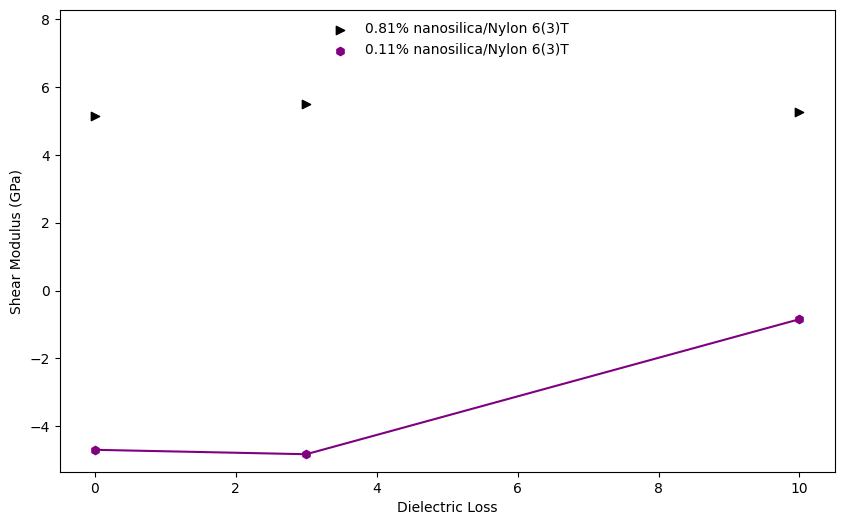 0.81% nanosilica/Nylon 6(3)T
0.11% nanosilica/Nylon 6(3)T
Shear Modulus (GPa)
8
6
4
2
0
−2
−4
0 2 4 6 8 10
Dielectric Loss